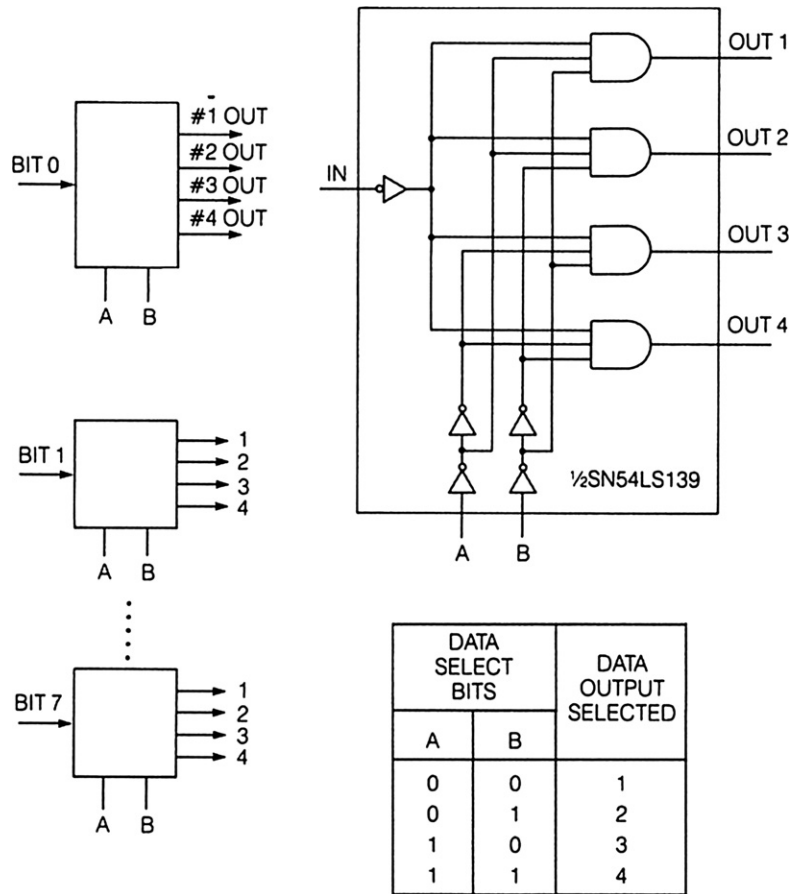 #1 OUT
#2 OUT
#3 OUT
#4 OUT
BIT 0
A B
BIT 1
1
2
3
4
A B
BIT 7
1
2
3
4
A B
IN
OUT 1
OUT 2
OUT 3
OUT 4
½SN54LS139
A B
DATA
SELECT
BITS
DATA
OUTPUT
SELECTED
A B
0 0 1
0 1 2
1 0 3
1 1 4